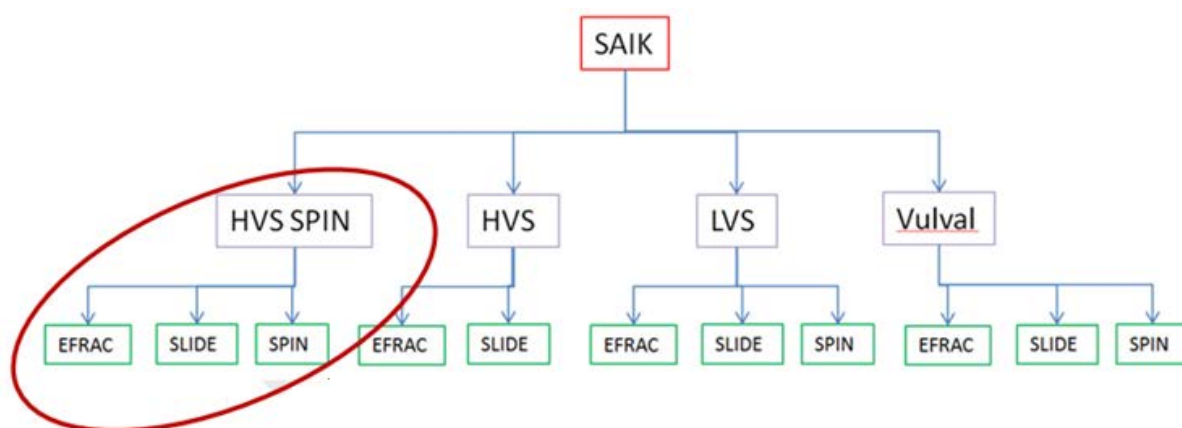 SAIK
HVS SPIN HVS LVS Vulval
EFRAC SLIDE SPIN EFRAC SLIDE EFRAC SLIDE SPIN EFRAC SLIDE SPIN